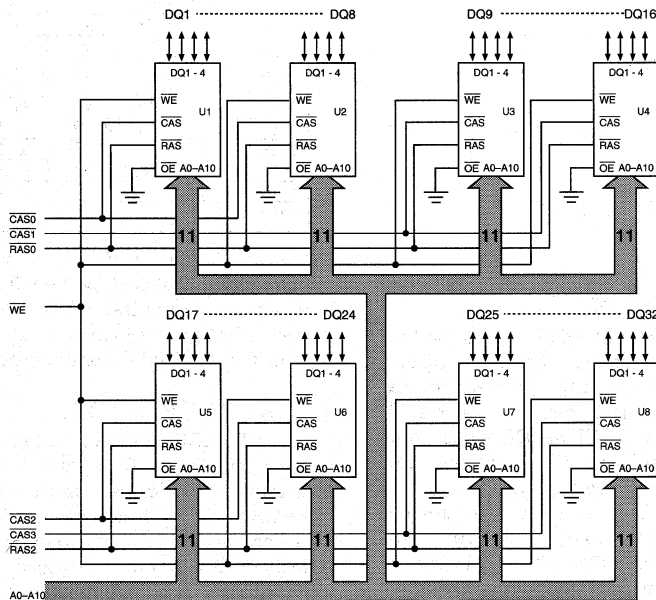 DQ1 DQ8 DQ9 DQ16
DQ1 - 4 DQ1 - 4 DQ1 - 4 DQ1 - 4
WE WE WE WE
U1 U2 U3 U4
CAS CAS CAS CAS
RAS RAS RAS RAS
OE A0–A10 OE A0–A10 OE A0–A10 OE A0–A10
CAS0
CAS1
11 11 11 11
RAS0
WE
DQ17 DQ24 DQ25 DQ32
DQ1 - 4 DQ1 - 4 DQ1 - 4 DQ1 - 4
WE WE WE WE
U5 U6 U7 U8
CAS CAS CAS CAS
RAS RAS RAS RAS
OE A0–A10 OE A0–A10 OE A0–A10 OE A0–A10
CAS2
CAS3
11 11 11 11
RAS2
A0–A10